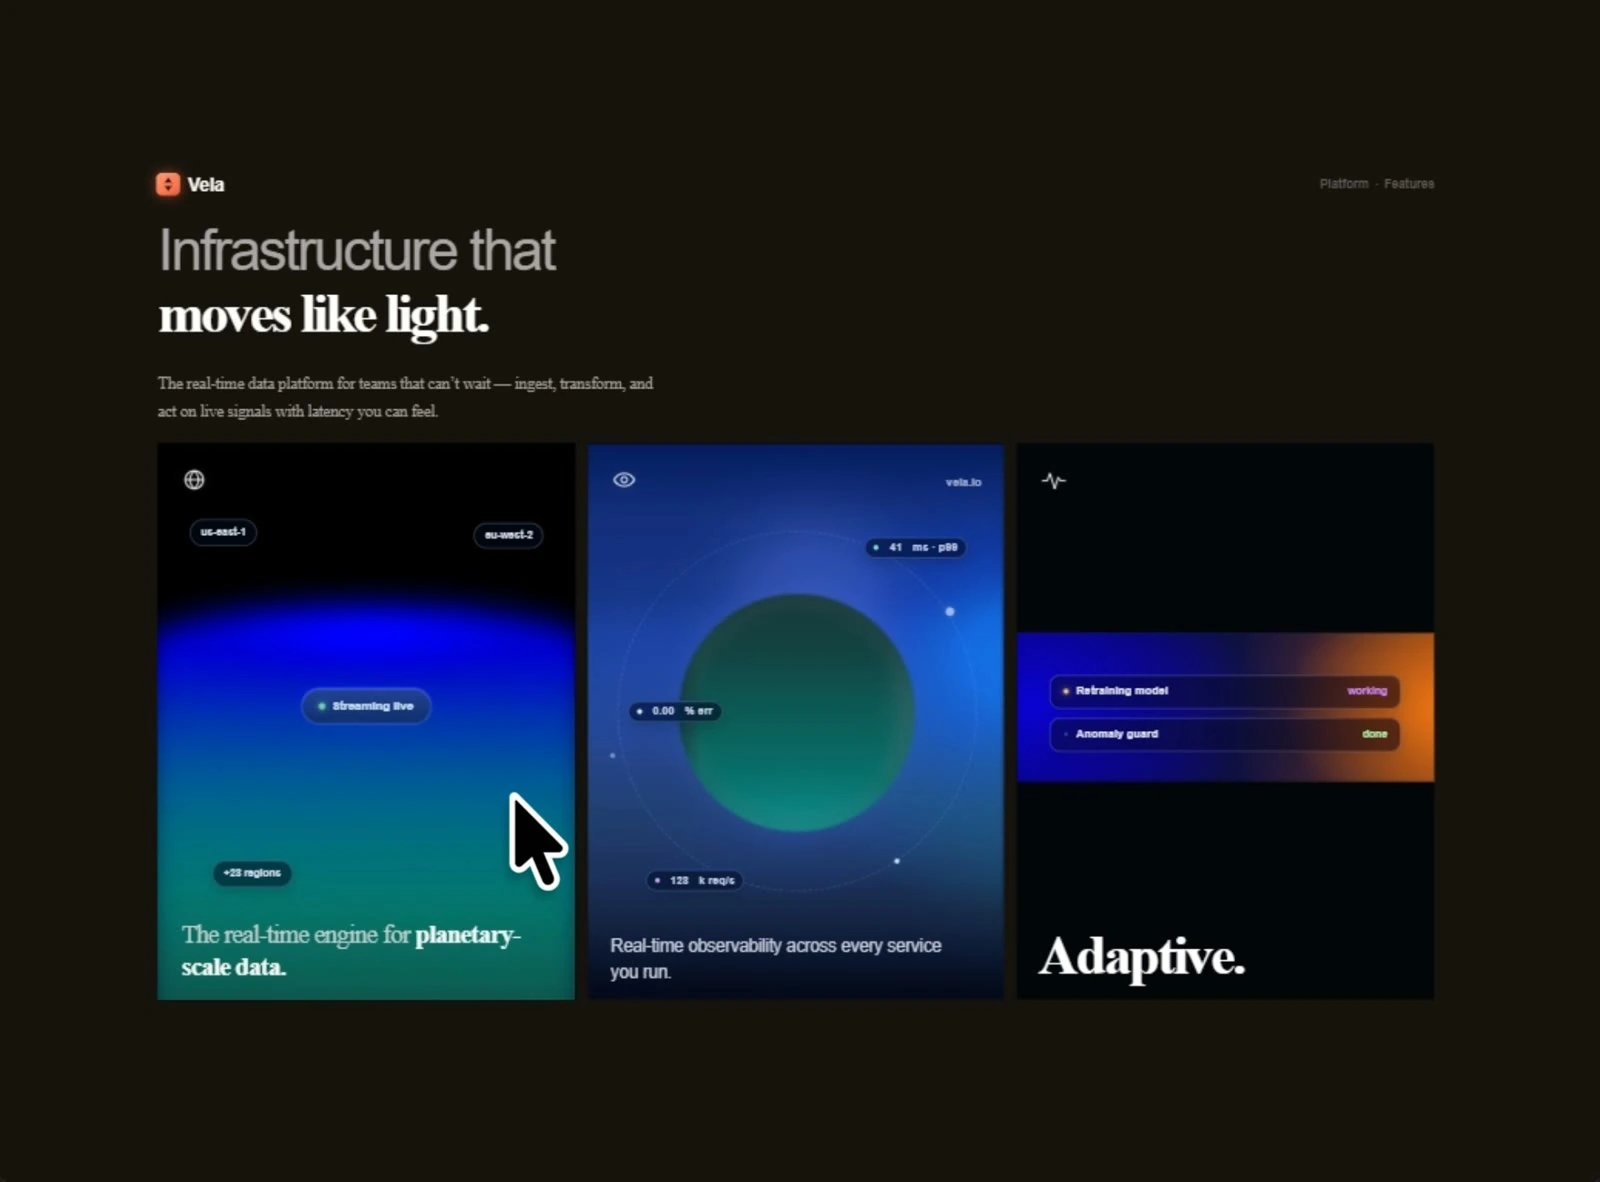 Vela
Platform · Features
Infrastructure that
moves like light.
The real-time data platform for teams that can't wait — ingest, transform, and
act on live signals with latency you can feel.
us-east-1
eu-west-2
Streaming live
+28 regions
The real-time engine for planetary-
scale data.
vela.io
41 ms · p99
0.00 % err
128 k req/s
Real-time observability across every service
you run.
Retraining model working
Anomaly guard done
Adaptive.